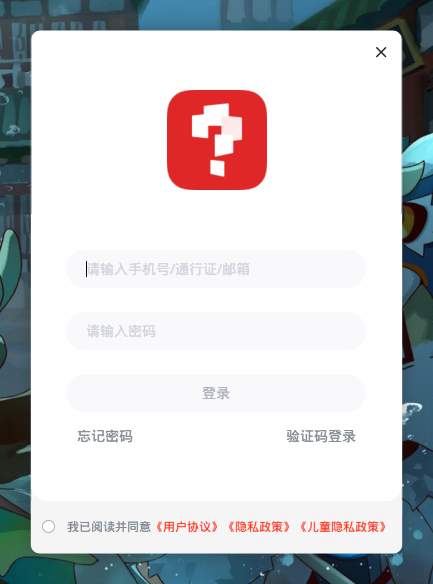 请输入手机号/通行证/邮箱
请输入密码
登录
忘记密码 验证码登录
我已阅读并同意《用户协议》《隐私政策》《儿童隐私政策》